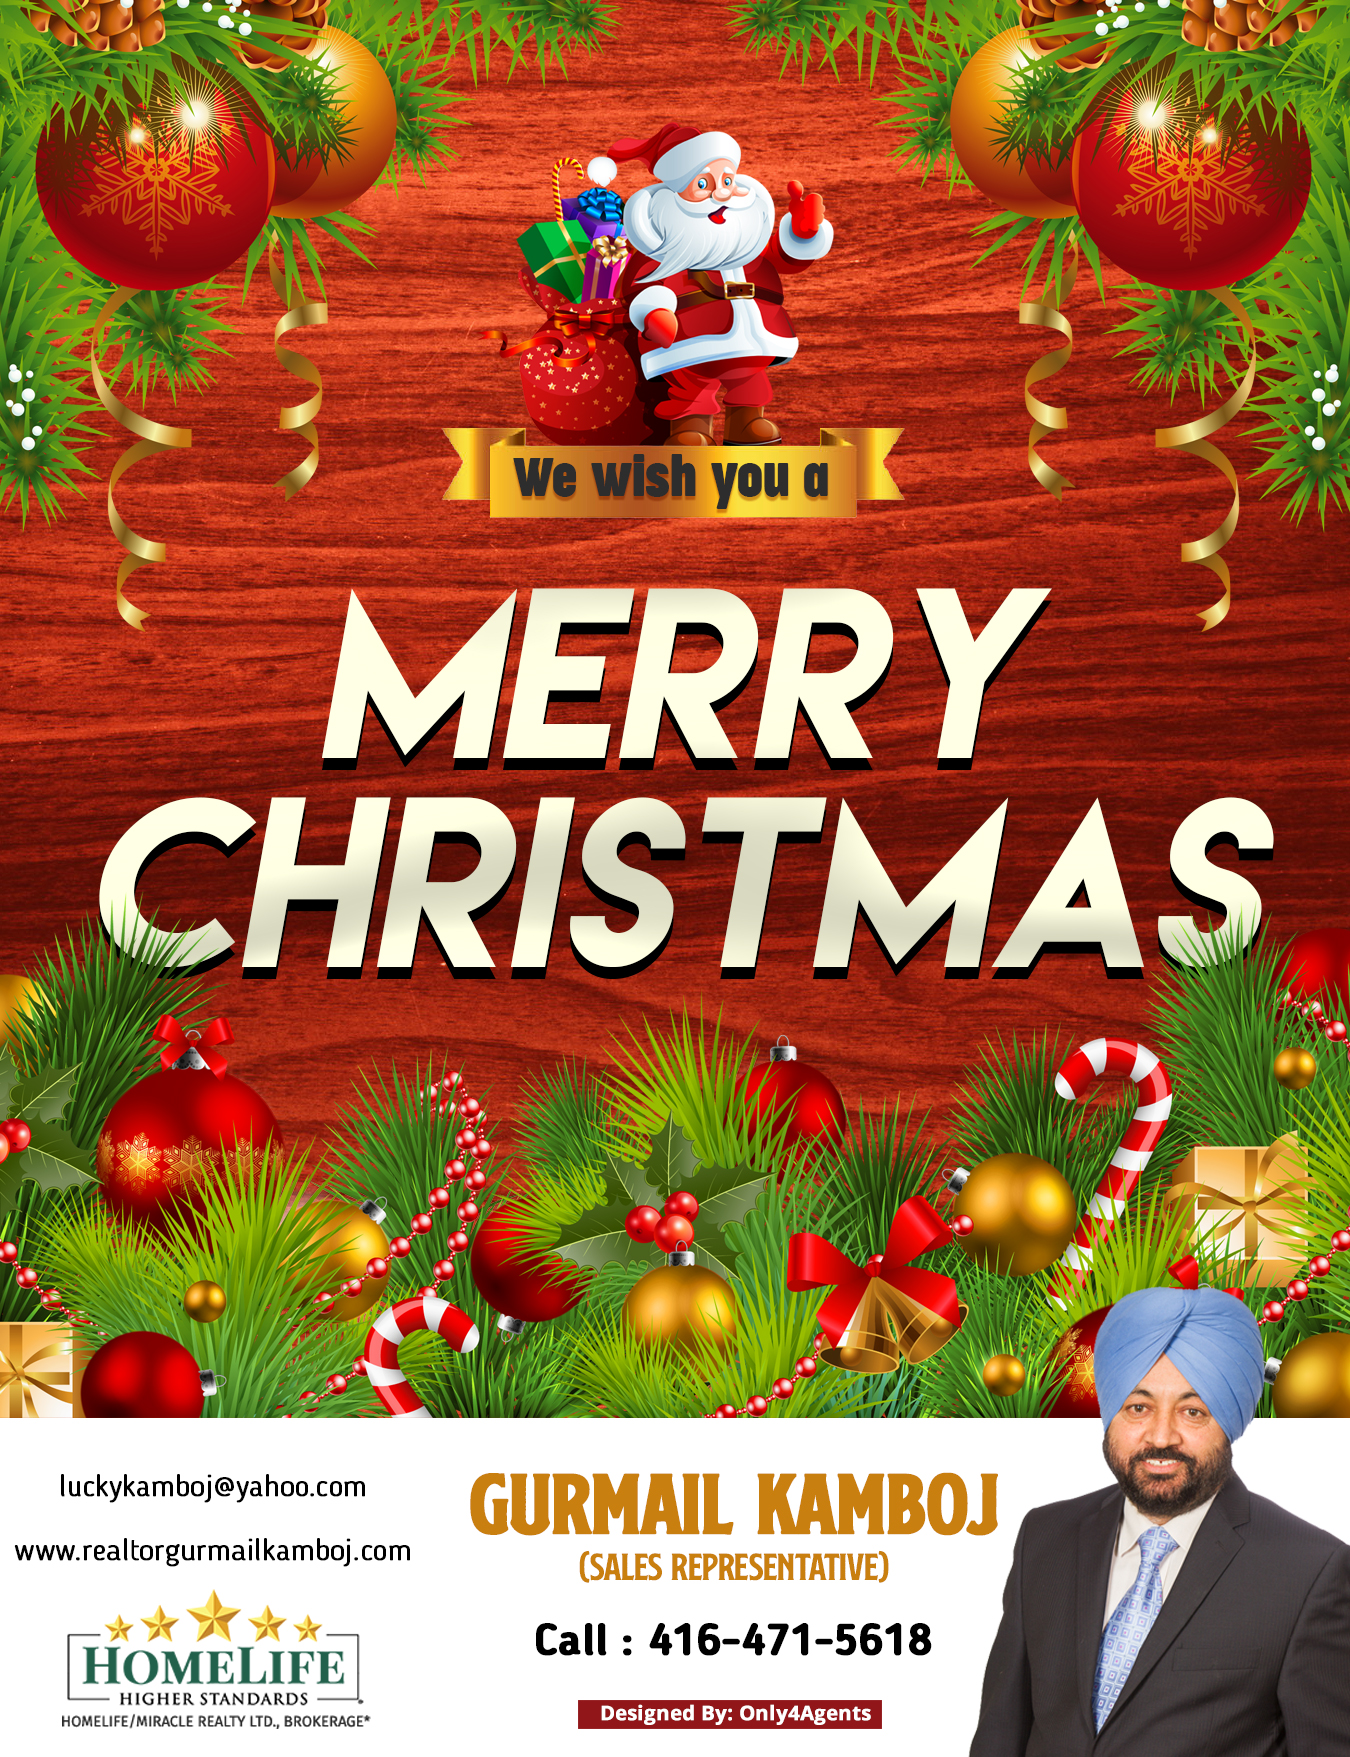 We wish you a
MERRY
CHRISTMAS
luckykamboj@yahoo.com
www.realtorgurmailkamboj.com
HOMELIFE
HIGHER STANDARDS
HOMELIFE/MIRACLE REALTY LTD., BROKERAGE*
GURMAIL KAMBOJ
(SALES REPRESENTATIVE)
Call : 416-471-5618
Designed By: Only4Agents